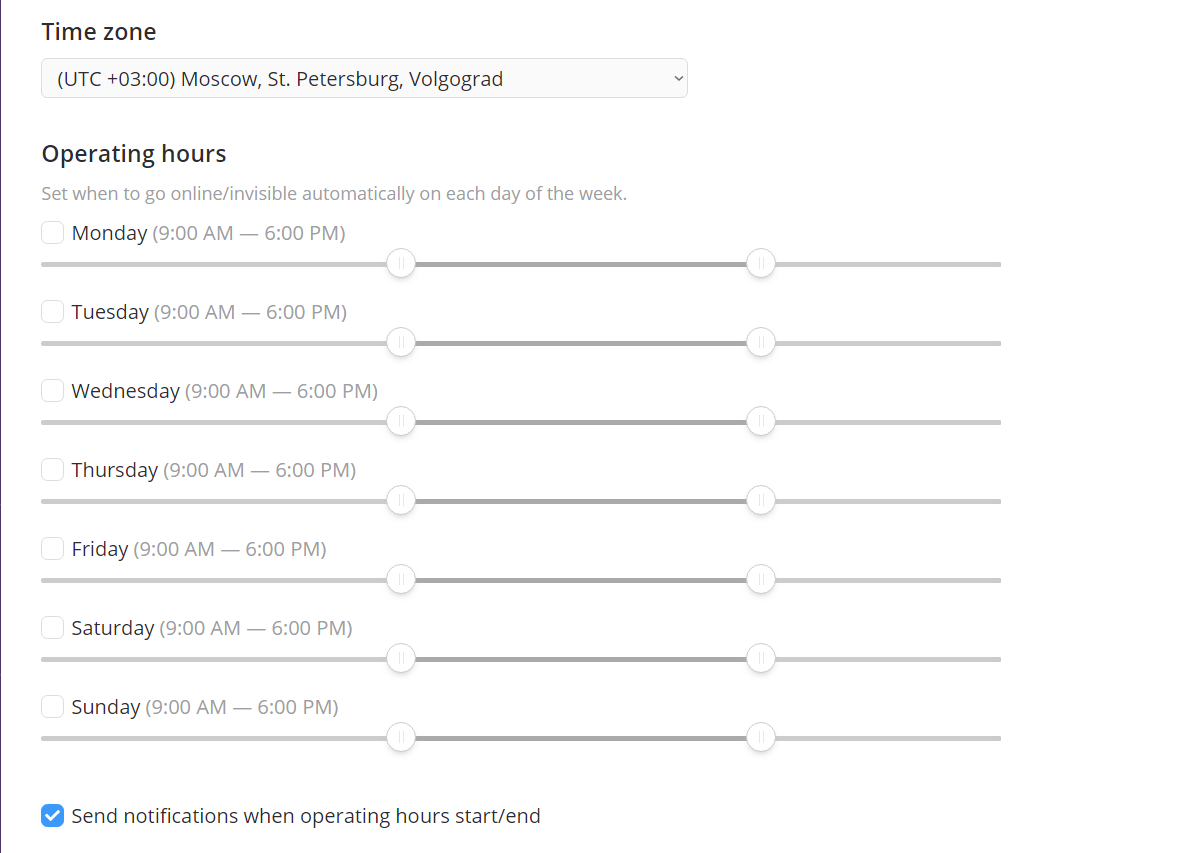 Time zone
(UTC +03:00) Moscow, St. Petersburg, Volgograd
Operating hours
Set when to go online/invisible automatically on each day of the week.
Monday (9:00 AM — 6:00 PM)
Tuesday (9:00 AM — 6:00 PM)
Wednesday (9:00 AM — 6:00 PM)
Thursday (9:00 AM — 6:00 PM)
Friday (9:00 AM — 6:00 PM)
Saturday (9:00 AM — 6:00 PM)
Sunday (9:00 AM — 6:00 PM)
Send notifications when operating hours start/end